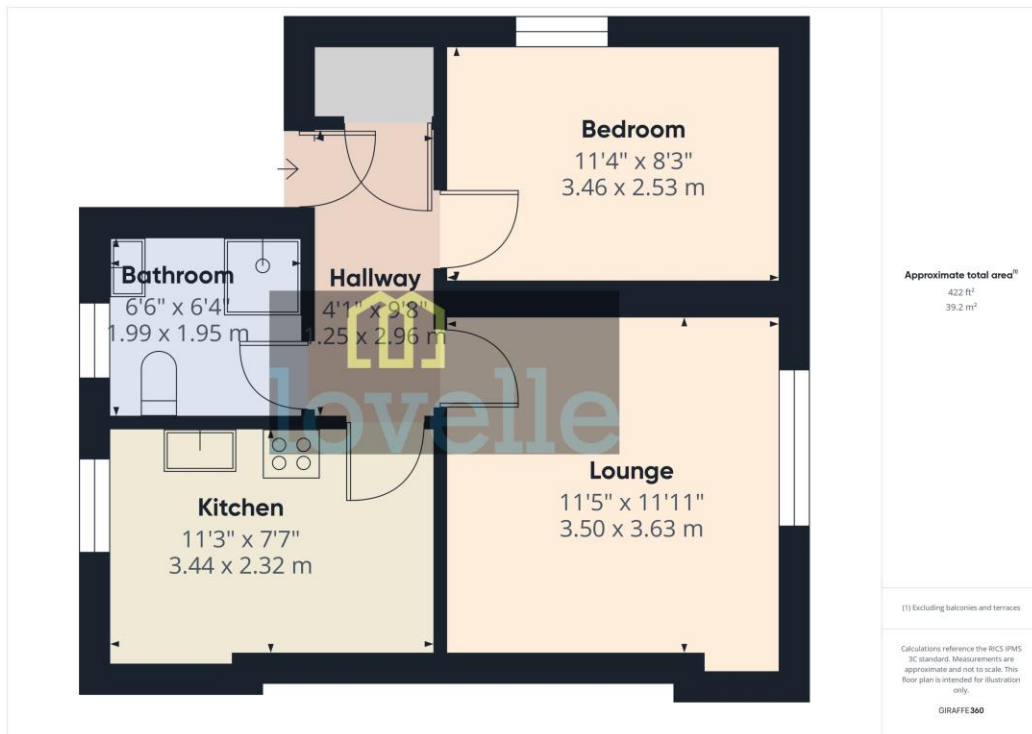 Bedroom
11'4" x 8'3"
3.46 x 2.53 m
Bathroom
6'6" x 6'4"
1.99 x 1.95 m
Hallway
4'1" x 9'8"
1.25 x 2.96 m
lovelle
Kitchen
11'3" x 7'7"
3.44 x 2.32 m
Lounge
11'5" x 11'11"
3.50 x 3.63 m
Approximate total area(1)
422 ft²
39.2 m²
(1) Excluding balconies and terraces
Calculations reference the RICS IPMS
3C standard. Measurements are
approximate and not to scale. This
floor plan is intended for illustration
only.
GIRAFFE360